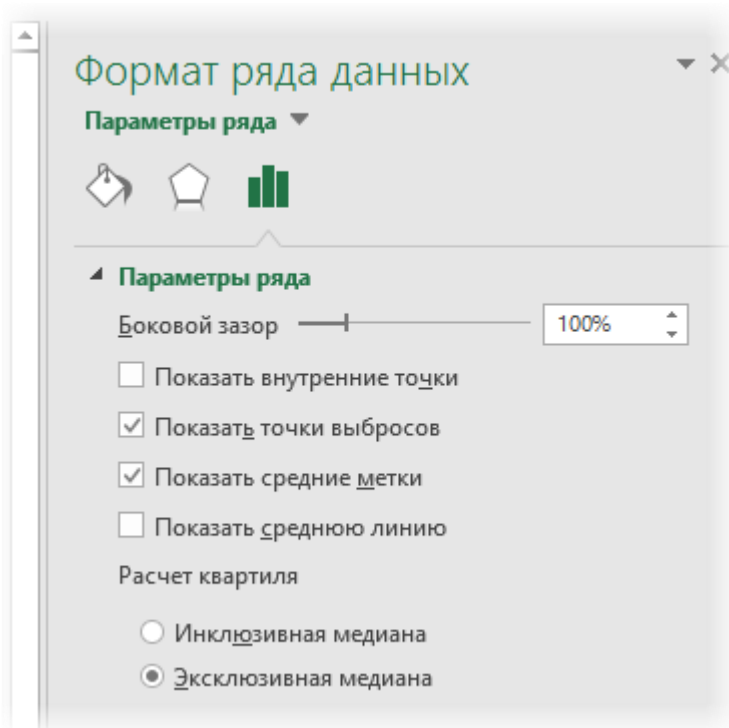 Формат ряда данных
Параметры ряда
Параметры ряда
Боковой зазор 100%
Показать внутренние точки
Показать точки выбросов
Показать средние метки
Показать среднюю линию
Расчет квартиля
Инклюзивная медиана
Эксклюзивная медиана